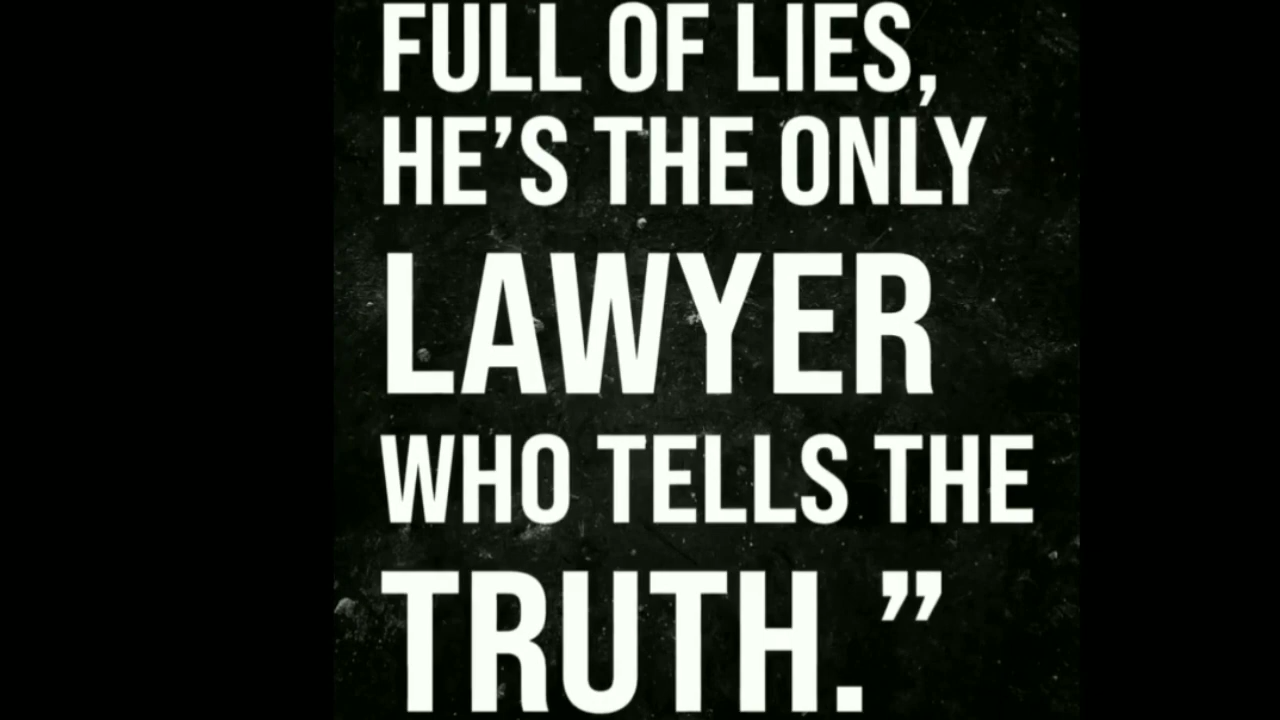 FULL OF LIES,
HE’S THE ONLY
LAWYER
WHO TELLS THE
TRUTH.”